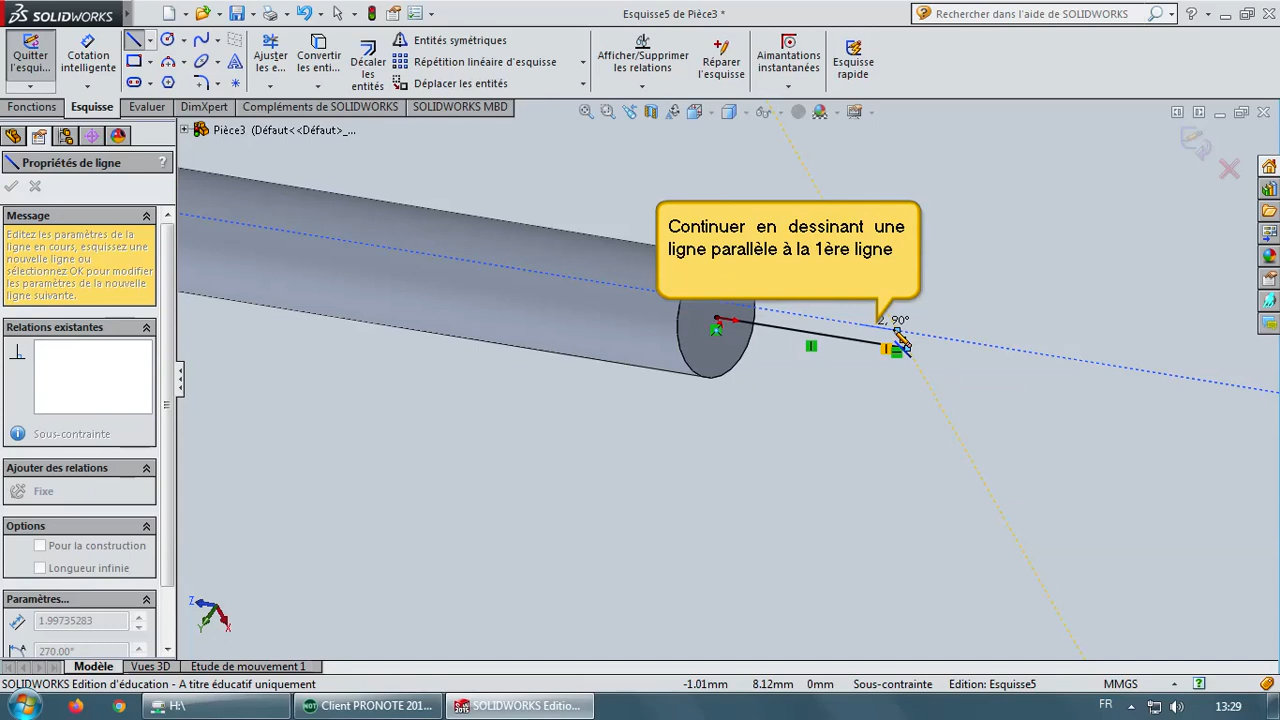 SOLIDWORKS
Esquisse5 de Pièce3 *
Rechercher dans l'aide de SOLIDWORKS
Quitter l'esqui...
Cotation intelligente
Ajuster les e...
Convertir les enti...
Décaler les entités
Entités symétriques
Répétition linéaire d'esquisse
Déplacer les entités
Afficher/Supprimer les relations
Réparer l'esquisse
Aimantations instantanées
Esquisse rapide
Fonctions
Esquisse
Evaluer
DimXpert
Compléments de SOLIDWORKS
SOLIDWORKS MBD
Pièce3 (Défaut<<Défaut>_...
Propriétés de ligne
?
Message
Editez les paramètres de la
ligne en cours, esquissez une
nouvelle ligne ou
sélectionnez OK pour modifier
les paramètres de la nouvelle
ligne suivante.
Relations existantes
Sous-contrainte
Ajouter des relations
Fixe
Options
Pour la construction
Longueur infinie
Paramètres...
1.99735283
270.00°
Continuer en dessinant une
ligne parallèle à la 1ère ligne
2, 90°
Z
Y
X
Modèle
Vues 3D
Etude de mouvement 1
SOLIDWORKS Edition d'éducation - A titre éducatif uniquement
-1.01mm
8.12mm
0mm
Sous-contrainte
Edition: Esquisse5
MMGS
H:\
Client PRONOTE 201...
SOLIDWORKS Editio...
FR
13:29